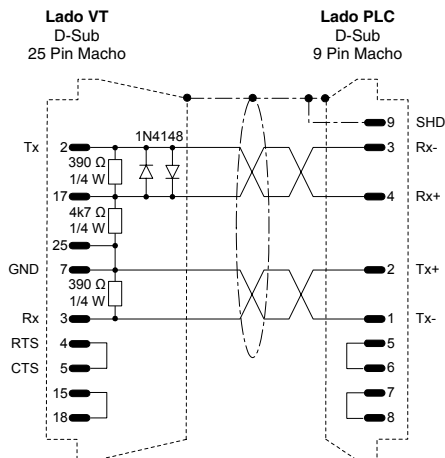 Lado VT
D-Sub
25 Pin Macho
Lado PLC
D-Sub
9 Pin Macho
9 SHD
Tx 2 1N4148 3 Rx-
390 Ω
1/4 W
17 4 Rx+
4k7 Ω
1/4 W
25
GND 7 2 Tx+
390 Ω
1/4 W
Rx 3 1 Tx-
RTS 4 5
CTS 5 6
15 7
18 8